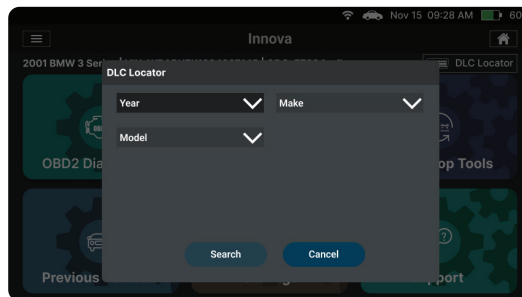 Nov 15 09:28 AM 60
Innova
2001 BMW 3 Ser
DLC Locator
DLC Locator
Year
Make
Model
OBD2 Dia
op Tools
Search
Cancel
Previous
port